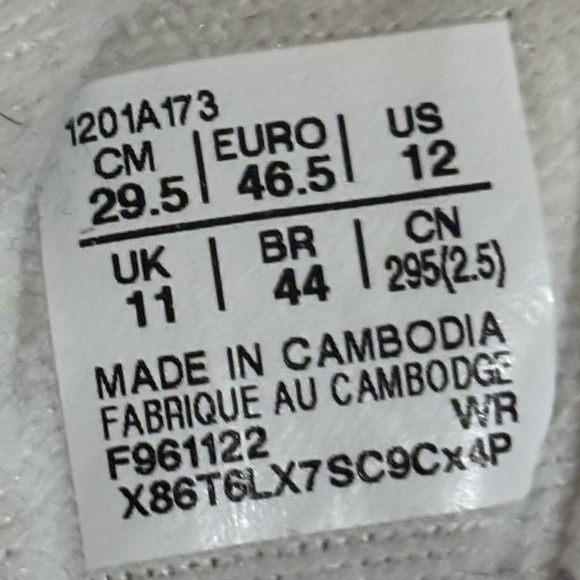 1201A173
CM | EURO | US
29.5 | 46.5 | 12
UK | BR | CN
11 | 44 | 295(2.5)
MADE IN CAMBODIA
FABRIQUE AU CAMBODGE
WR
F961122
X86T6LX7SC9Cx4P